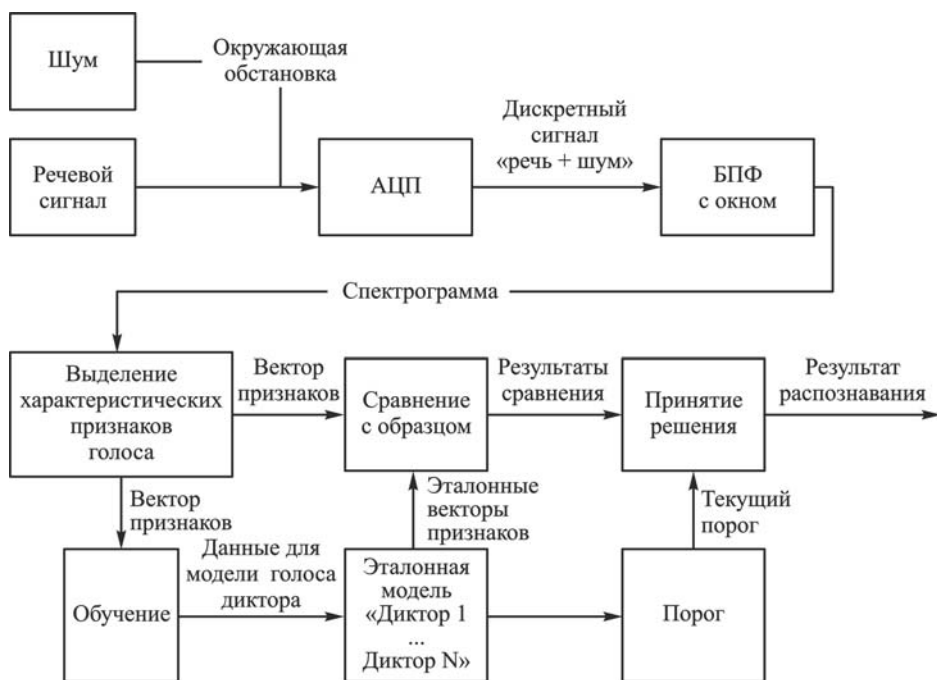 Шум
Окружающая
обстановка
Речевой
сигнал
АЦП
Дискретный
сигнал
«речь + шум»
БПФ
с окном
Спектрограмма
Выделение
характеристических
признаков
голоса
Вектор
признаков
Сравнение
с образцом
Результаты
сравнения
Принятие
решения
Результат
распознавания
Вектор
признаков
Эталонные
векторы
признаков
Текущий
порог
Обучение
Данные для
модели голоса
диктора
Эталонная
модель
«Диктор 1
...
Диктор N»
Порог